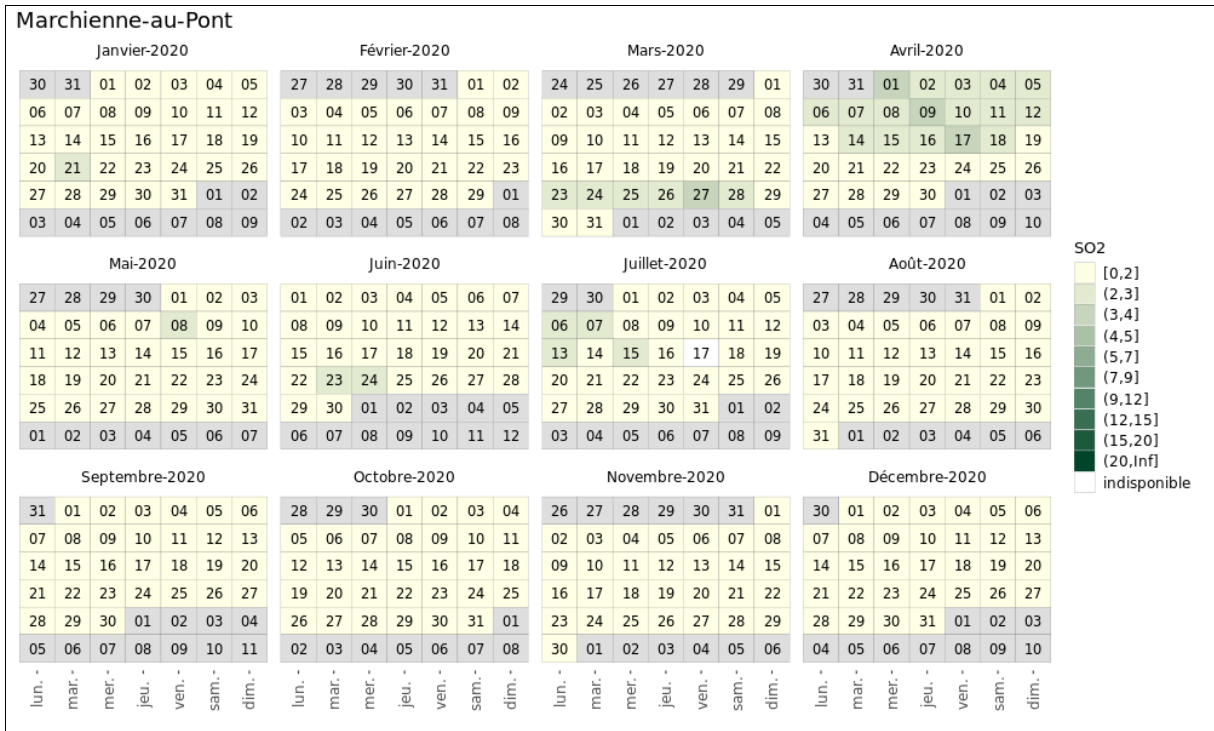 Marchienne-au-Pont
Janvier-2020 Février-2020 Mars-2020 Avril-2020
30 31 01 02 03 04 05 27 28 29 30 31 01 02 24 25 26 27 28 29 01 30 31 01 02 03 04 05
06 07 08 09 10 11 12 03 04 05 06 07 08 09 02 03 04 05 06 07 08 06 07 08 09 10 11 12
13 14 15 16 17 18 19 10 11 12 13 14 15 16 09 10 11 12 13 14 15 13 14 15 16 17 18 19
20 21 22 23 24 25 26 17 18 19 20 21 22 23 16 17 18 19 20 21 22 20 21 22 23 24 25 26
27 28 29 30 31 01 02 24 25 26 27 28 29 01 23 24 25 26 27 28 29 27 28 29 30 01 02 03
03 04 05 06 07 08 09 02 03 04 05 06 07 08 30 31 01 02 03 04 05 04 05 06 07 08 09 10
Mai-2020 Juin-2020 Juillet-2020 Août-2020
27 28 29 30 01 02 03 01 02 03 04 05 06 07 29 30 01 02 03 04 05 27 28 29 30 31 01 02
04 05 06 07 08 09 10 08 09 10 11 12 13 14 06 07 08 09 10 11 12 03 04 05 06 07 08 09
11 12 13 14 15 16 17 15 16 17 18 19 20 21 13 14 15 16 17 18 19 10 11 12 13 14 15 16
18 19 20 21 22 23 24 22 23 24 25 26 27 28 20 21 22 23 24 25 26 17 18 19 20 21 22 23
25 26 27 28 29 30 31 29 30 01 02 03 04 05 27 28 29 30 31 01 02 24 25 26 27 28 29 30
01 02 03 04 05 06 07 06 07 08 09 10 11 12 03 04 05 06 07 08 09 31 01 02 03 04 05 06
Septembre-2020 Octobre-2020 Novembre-2020 Décembre-2020
31 01 02 03 04 05 06 28 29 30 01 02 03 04 26 27 28 29 30 31 01 30 01 02 03 04 05 06
07 08 09 10 11 12 13 05 06 07 08 09 10 11 02 03 04 05 06 07 08 07 08 09 10 11 12 13
14 15 16 17 18 19 20 12 13 14 15 16 17 18 09 10 11 12 13 14 15 14 15 16 17 18 19 20
21 22 23 24 25 26 27 19 20 21 22 23 24 25 16 17 18 19 20 21 22 21 22 23 24 25 26 27
28 29 30 01 02 03 04 26 27 28 29 30 31 01 23 24 25 26 27 28 29 28 29 30 31 01 02 03
05 06 07 08 09 10 11 02 03 04 05 06 07 08 30 01 02 03 04 05 06 04 05 06 07 08 09 10
lun. - mar. - mer. - jeu. - ven. - sam. - dim. - lun. - mar. - mer. - jeu. - ven. - sam. - dim. - lun. - mar. - mer. - jeu. - ven. - sam. - dim. - lun. - mar. - mer. - jeu. - ven. - sam. - dim. -
SO2
[0,2]
(2,3]
(3,4]
(4,5]
(5,7]
(7,9]
(9,12]
(12,15]
(15,20]
(20,Inf]
indisponible